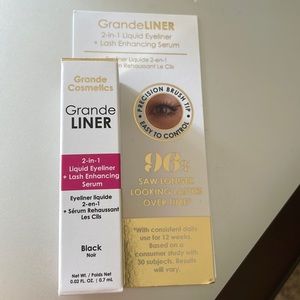 GrandeLINER
2-in-1 Liquid Eyeliner
+ Lash Enhancing Serum
Eyeliner Liquide 2-en-1
Rehaussant Les Cils
PRECISION BRUSH TIP
EASY TO CONTROL
96%
SAW LONGER
LOOKING LASHES
OVER TIME*
*With consistent daily
use for 12 weeks.
Based on a
consumer study with
30 subjects. Results
will vary.
Grande
Cosmetics
Grande
LINER
2-in-1
Liquid Eyeliner
+ Lash Enhancing
Serum
Eyeliner liquide
2-en-1
+ Sérum Rehaussant
Les Cils
Black
Noir
Net Wt. / Poids Net
0.02 FL. OZ. | 0.7 mL